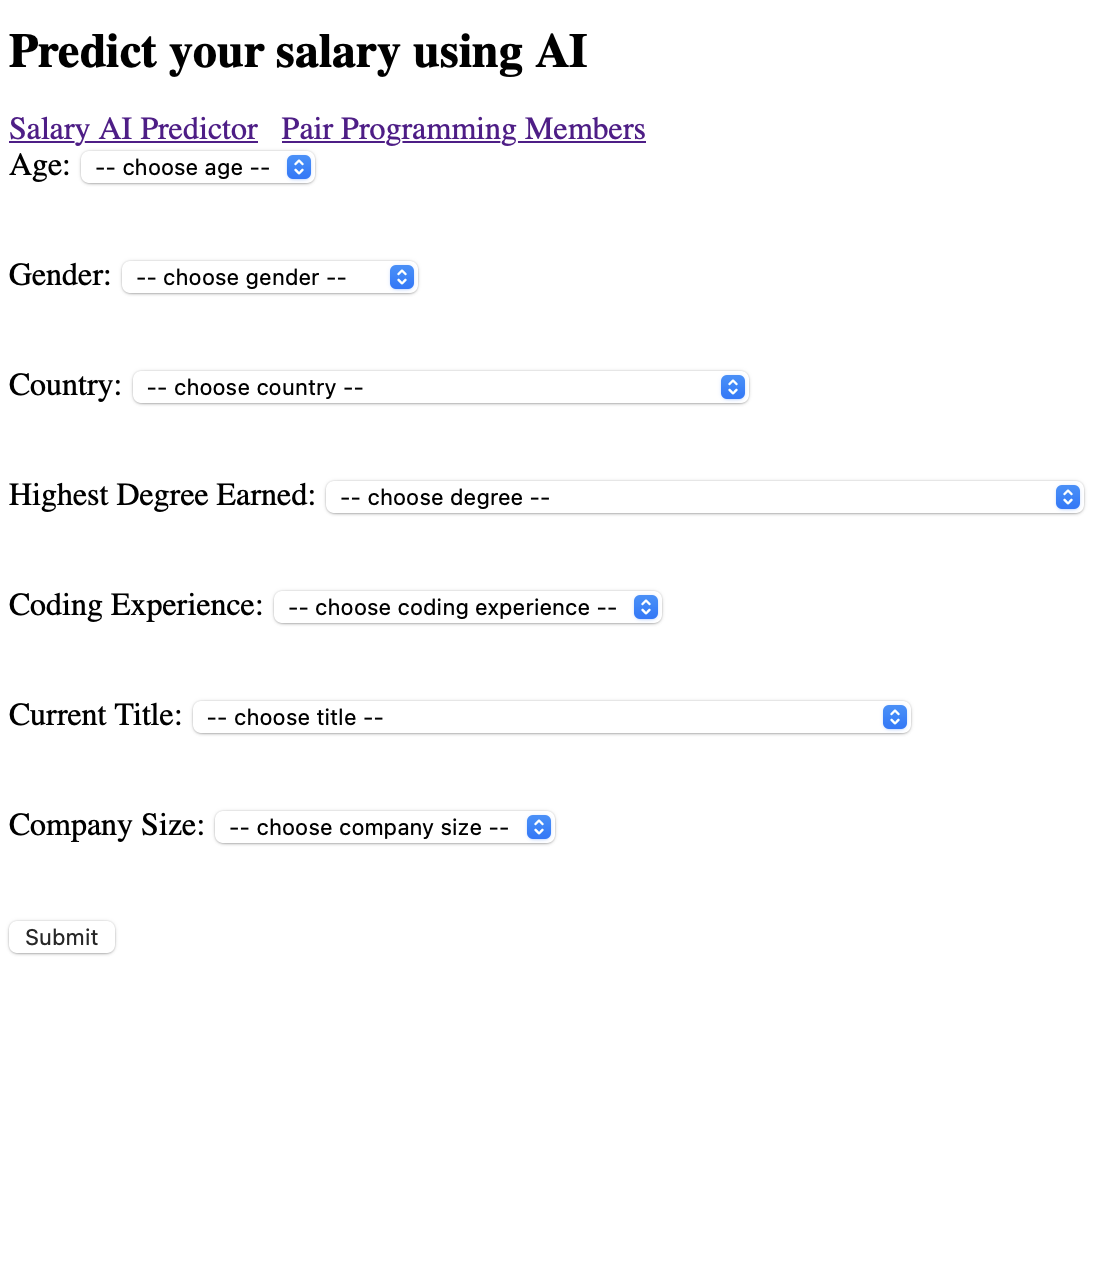 Predict your salary using AI
Salary AI Predictor Pair Programming Members
Age: -- choose age --
Gender: -- choose gender --
Country: -- choose country --
Highest Degree Earned: -- choose degree --
Coding Experience: -- choose coding experience --
Current Title: -- choose title --
Company Size: -- choose company size --
Submit